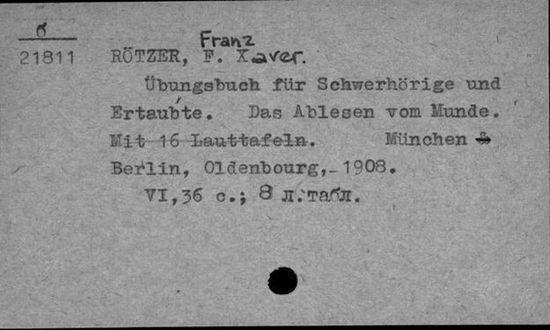 б
21811
RÖTZER, F. Franz Xaver.
Übungsbuch für Schwerhörige und
Ertaubte. Das Ablesen vom Munde.
Mit 16 Lauttafeln. München &
Berlin, Oldenbourg, 1908.
VI,36 с.; 8 л.табл.